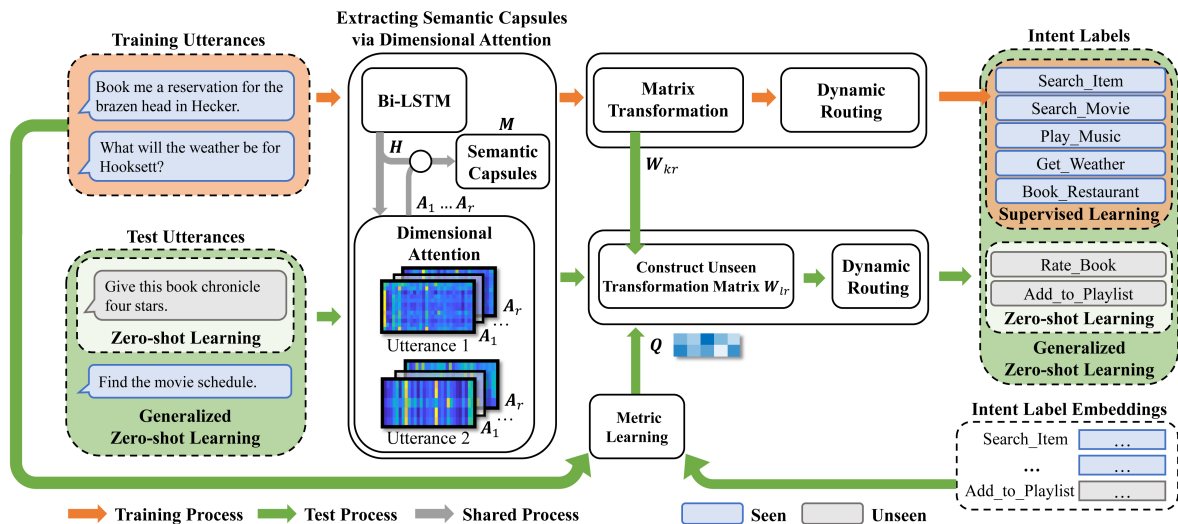 Training Utterances
Book me a reservation for the
brazen head in Hecker.
What will the weather be for
Hooksett?
Test Utterances
Give this book chronicle
four stars.
Zero-shot Learning
Find the movie schedule.
Generalized
Zero-shot Learning
Extracting Semantic Capsules
via Dimensional Attention
Bi-LSTM
H
M
Semantic
Capsules
A1 … Ar
Dimensional
Attention
Ar
…
A1
Utterance 1
Ar
…
A1
Utterance 2
Matrix
Transformation
Dynamic
Routing
Wkr
Construct Unseen
Transformation Matrix Wlr
Dynamic
Routing
Q
Metric
Learning
Intent Labels
Search_Item
Search_Movie
Play_Music
Get_Weather
Book_Restaurant
Supervised Learning
Rate_Book
Add_to_Playlist
Zero-shot Learning
Generalized
Zero-shot Learning
Intent Label Embeddings
Search_Item …
… …
Add_to_Playlist …
Training Process Test Process Shared Process Seen Unseen